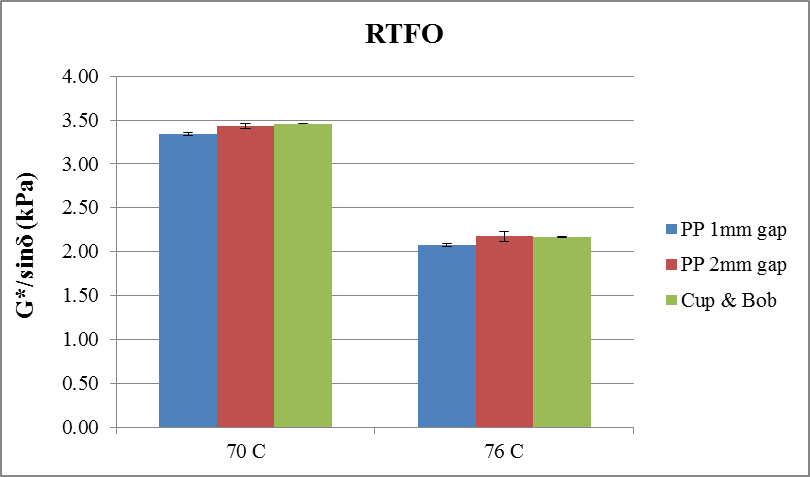 RTFO
G*/sinδ (kPa)
4.00
3.50
3.00
2.50
2.00
1.50
1.00
0.50
0.00
70 C
76 C
PP 1mm gap
PP 2mm gap
Cup & Bob